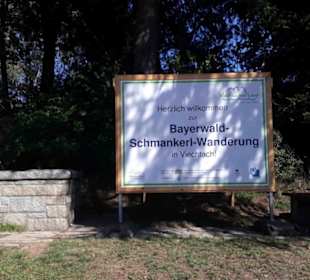 Herzlich willkommen
zur
Bayerwald-
Schmankerl-Wanderung
in Viechtach!